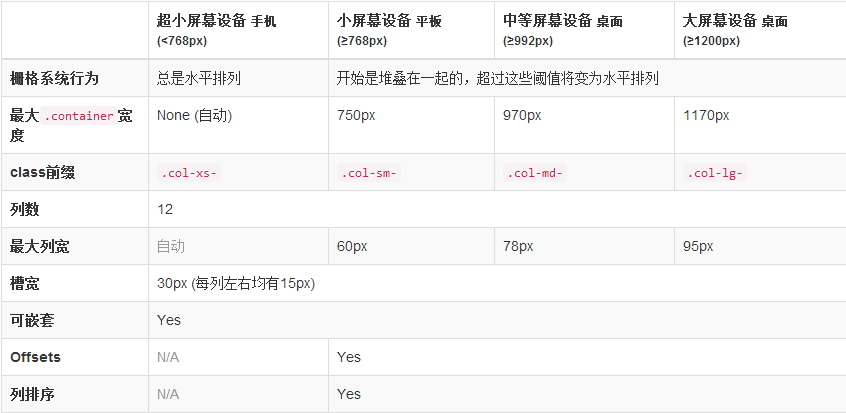 超小屏幕设备 手机 小屏幕设备 平板 中等屏幕设备 桌面 大屏幕设备 桌面
(<768px) (≥768px) (≥992px) (≥1200px)
栅格系统行为 总是水平排列 开始是堆叠在一起的，超过这些阈值将变为水平排列
最大 .container 宽度 None (自动) 750px 970px 1170px
class前缀 .col-xs- .col-sm- .col-md- .col-lg-
列数 12
最大列宽 自动 60px 78px 95px
槽宽 30px (每列左右均有15px)
可嵌套 Yes
Offsets N/A Yes
列排序 N/A Yes